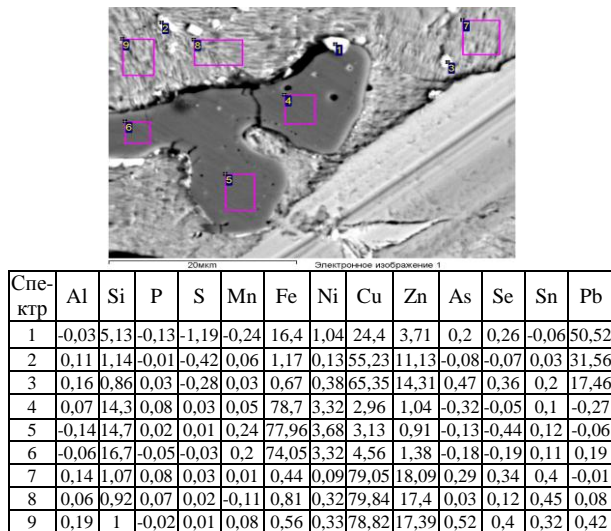 9
2
8
7
1
3
4
6
5
20мкm Электронное изображение 1
Спе-ктр Al Si P S Mn Fe Ni Cu Zn As Se Sn Pb
1 -0,03 5,13 -0,13 -1,19 -0,24 16,4 1,04 24,4 3,71 0,2 0,26 -0,06 50,52
2 0,11 1,14 -0,01 -0,42 0,06 1,17 0,13 55,23 11,13 -0,08 -0,07 0,03 31,56
3 0,16 0,86 0,03 -0,28 0,03 0,67 0,38 65,35 14,31 0,47 0,36 0,2 17,46
4 0,07 14,3 0,08 0,03 0,05 78,7 3,32 2,96 1,04 -0,32 -0,05 0,1 -0,27
5 -0,14 14,7 0,02 0,01 0,24 77,96 3,68 3,13 0,91 -0,13 -0,44 0,12 -0,06
6 -0,06 16,7 -0,05 -0,03 0,2 74,05 3,32 4,56 1,38 -0,18 -0,19 0,11 0,19
7 0,14 1,07 0,08 0,03 0,01 0,44 0,09 79,05 18,09 0,29 0,34 0,4 -0,01
8 0,06 0,92 0,07 0,02 -0,11 0,81 0,32 79,84 17,4 0,03 0,12 0,45 0,08
9 0,19 1 -0,02 0,01 0,08 0,56 0,33 78,82 17,39 0,52 0,4 0,32 0,42